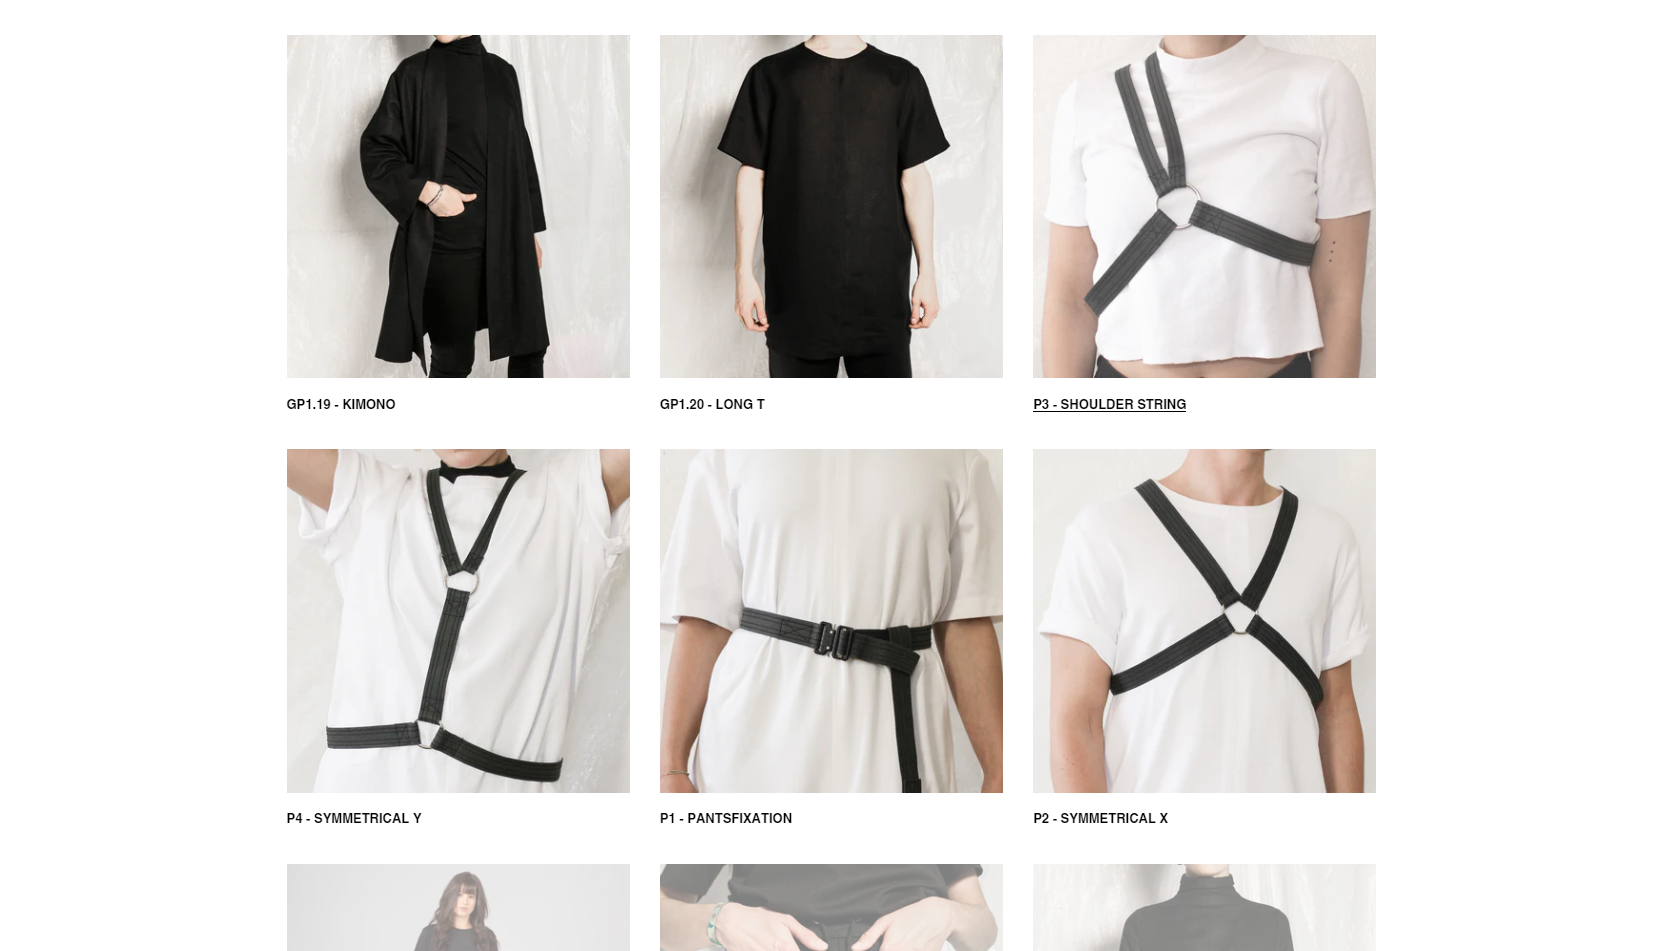 GP1.19 - KIMONO
GP1.20 - LONG T
P3 - SHOULDER STRING
P4 - SYMMETRICAL Y
P1 - PANTSFIXATION
P2 - SYMMETRICAL X